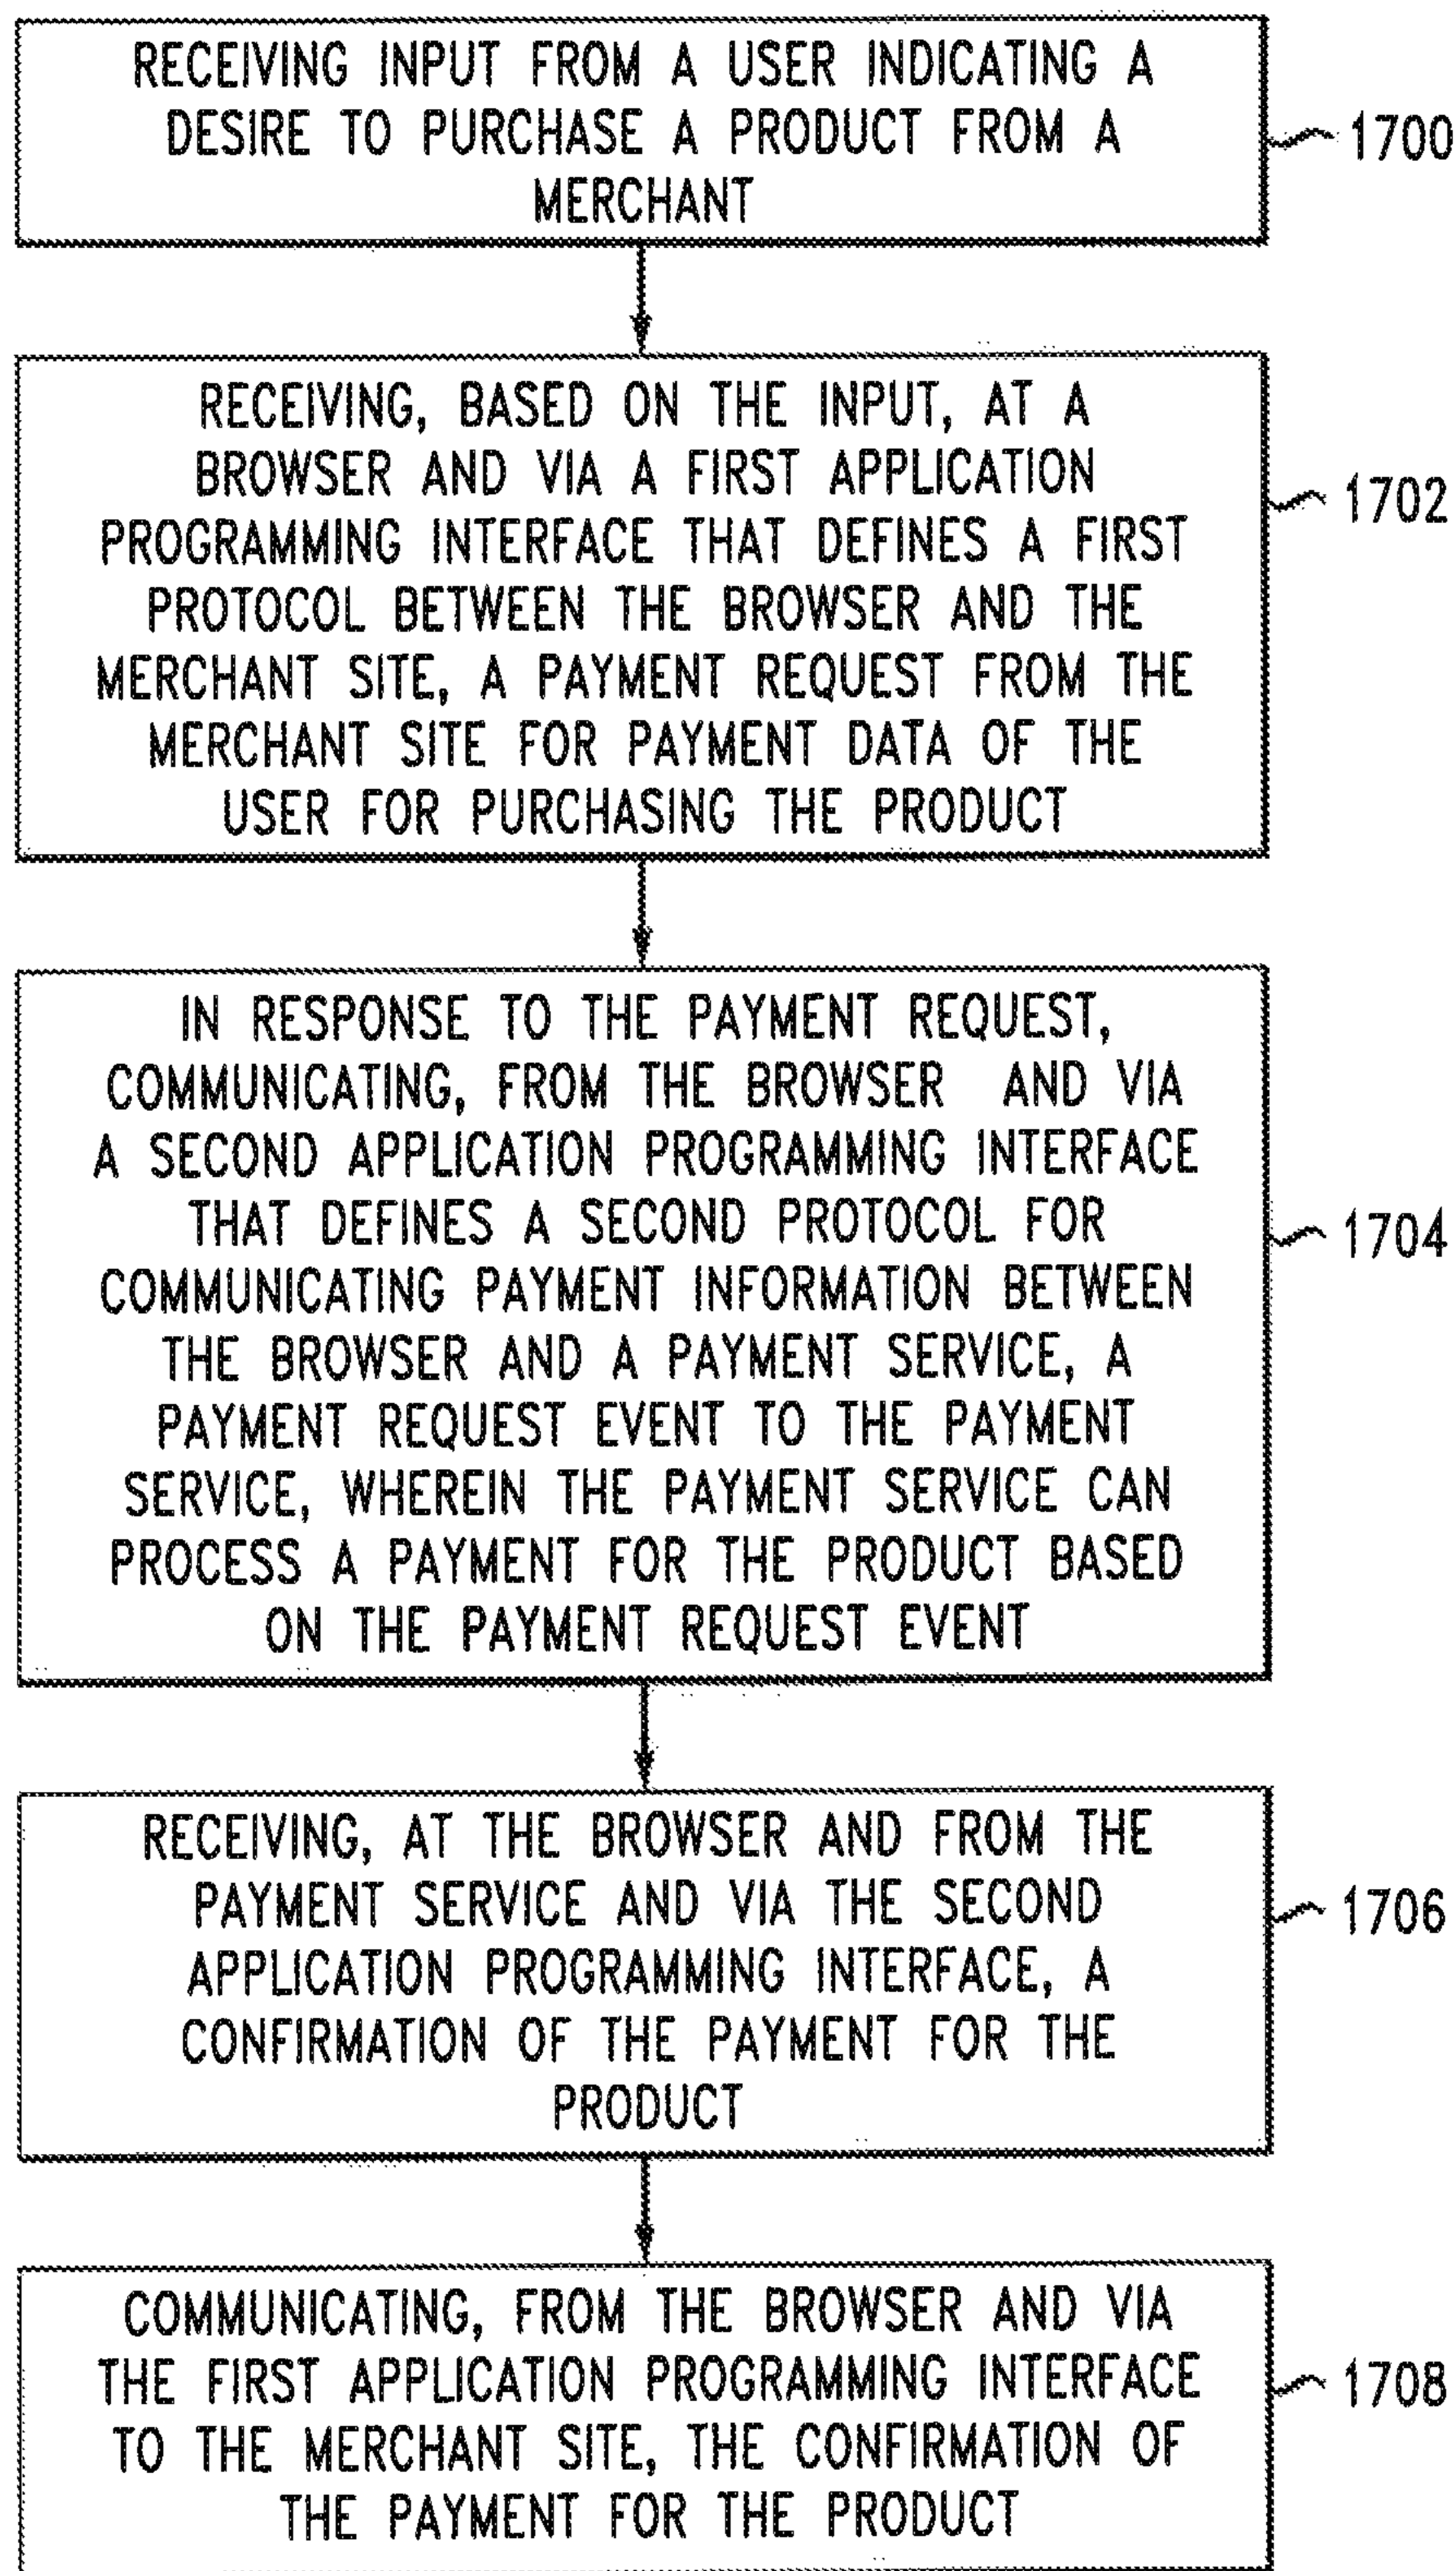 RECEIVING INPUT FROM A USER INDICATING A
DESIRE TO PURCHASE A PRODUCT FROM A
MERCHANT
1700
RECEIVING, BASED ON THE INPUT, AT A
BROWSER AND VIA A FIRST APPLICATION
PROGRAMMING INTERFACE THAT DEFINES A FIRST
PROTOCOL BETWEEN THE BROWSER AND THE
MERCHANT SITE, A PAYMENT REQUEST FROM THE
MERCHANT SITE FOR PAYMENT DATA OF THE
USER FOR PURCHASING THE PRODUCT
1702
IN RESPONSE TO THE PAYMENT REQUEST,
COMMUNICATING, FROM THE BROWSER AND VIA
A SECOND APPLICATION PROGRAMMING INTERFACE
THAT DEFINES A SECOND PROTOCOL FOR
COMMUNICATING PAYMENT INFORMATION BETWEEN
THE BROWSER AND A PAYMENT SERVICE, A
PAYMENT REQUEST EVENT TO THE PAYMENT
SERVICE, WHEREIN THE PAYMENT SERVICE CAN
PROCESS A PAYMENT FOR THE PRODUCT BASED
ON THE PAYMENT REQUEST EVENT
1704
RECEIVING, AT THE BROWSER AND FROM THE
PAYMENT SERVICE AND VIA THE SECOND
APPLICATION PROGRAMMING INTERFACE, A
CONFIRMATION OF THE PAYMENT FOR THE
PRODUCT
1706
COMMUNICATING, FROM THE BROWSER AND VIA
THE FIRST APPLICATION PROGRAMMING INTERFACE
TO THE MERCHANT SITE, THE CONFIRMATION OF
THE PAYMENT FOR THE PRODUCT
1708